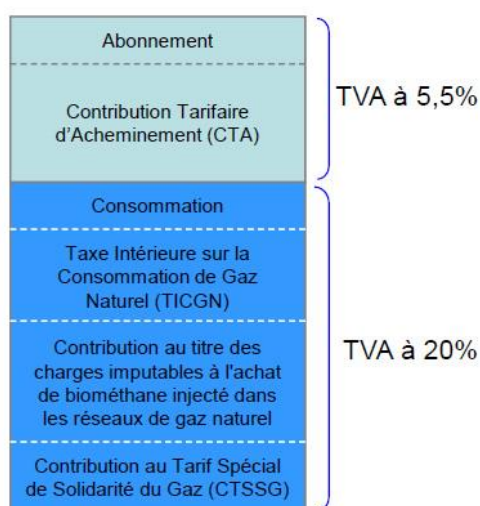 Abonnement
Contribution Tarifaire
d'Acheminement (CTA)
TVA à 5,5%
Consommation
Taxe Intérieure sur la
Consommation de Gaz
Naturel (TICGN)
Contribution au titre des
charges imputables à l'achat
de biométhane injecté dans
les réseaux de gaz naturel
Contribution au Tarif Spécial
de Solidarité du Gaz (CTSSG)
TVA à 20%